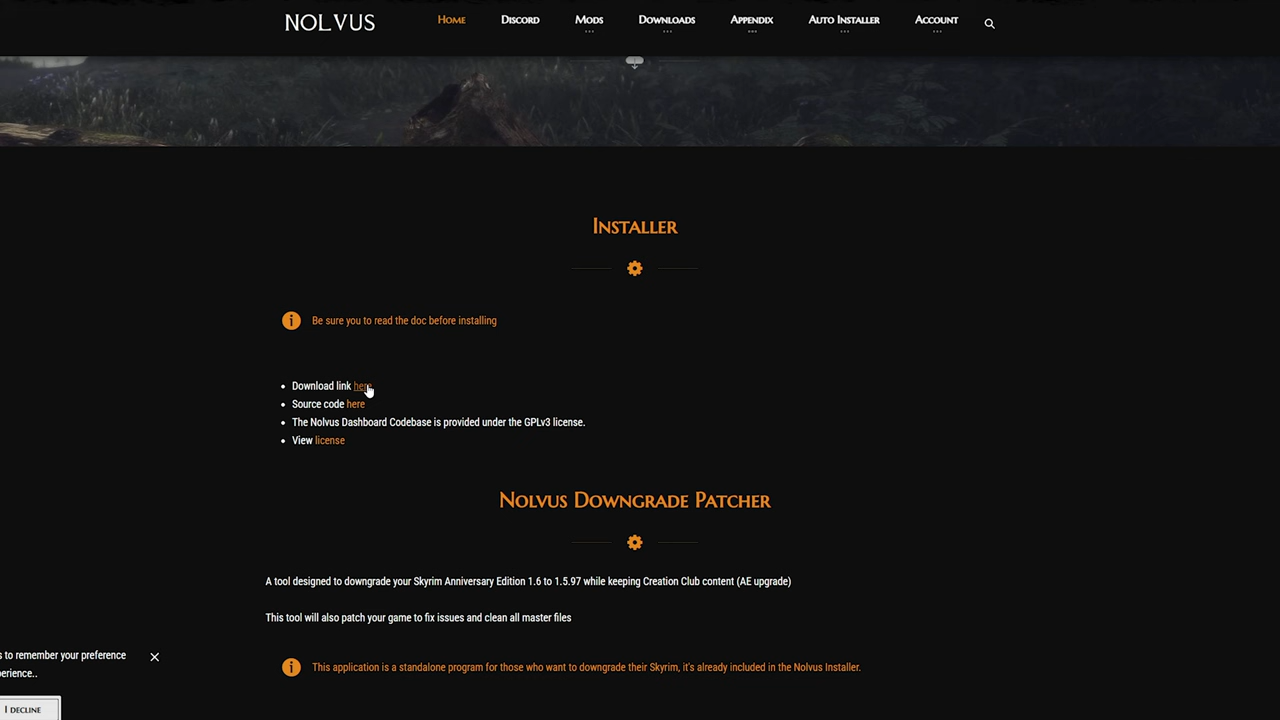 NOLVUS
Home Discord Mods Downloads Appendix Auto Installer Account
Installer
Be sure you to read the doc before installing
Download link here
Source code here
The Nolvus Dashboard Codebase is provided under the GPLv3 license.
View license
Nolvus Downgrade Patcher
A tool designed to downgrade your Skyrim Anniversary Edition 1.6 to 1.5.97 while keeping Creation Club content (AE upgrade)
This tool will also patch your game to fix issues and clean all master files
s to remember your preference
erience..
This application is a standalone program for those who want to downgrade their Skyrim, it's already included in the Nolvus Installer.
I decline